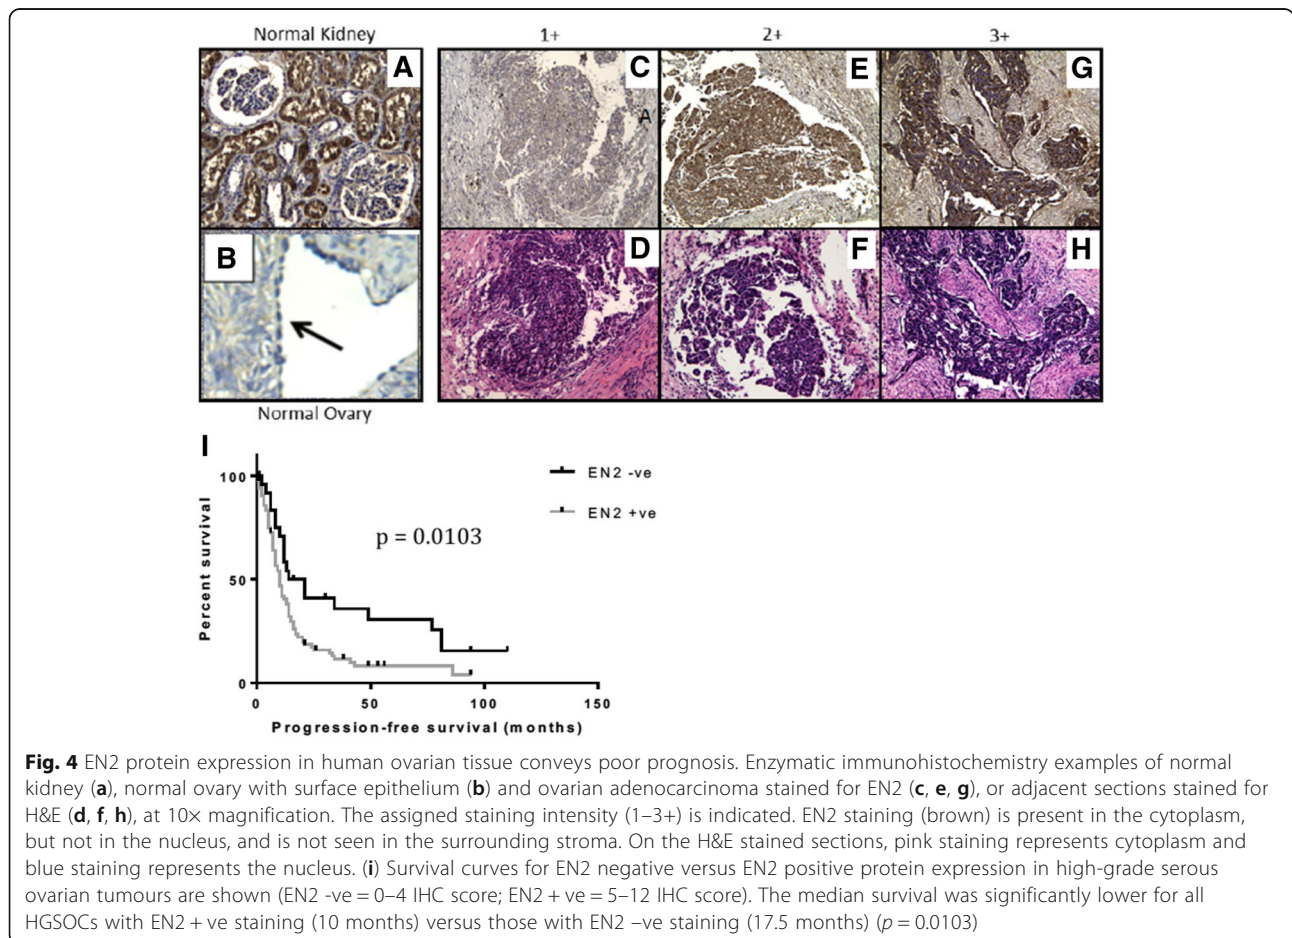 Normal Kidney
1+
2+
3+
A
C
E
G
A
B
D
F
H
Normal Ovary
I
100
50
0
0
50
100
150
Percent survival
Progression-free survival (months)
EN2 -ve
EN2 +ve
p = 0.0103
Fig. 4 EN2 protein expression in human ovarian tissue conveys poor prognosis. Enzymatic immunohistochemistry examples of normal
kidney (a), normal ovary with surface epithelium (b) and ovarian adenocarcinoma stained for EN2 (c, e, g), or adjacent sections stained for
H&E (d, f, h), at 10× magnification. The assigned staining intensity (1–3+) is indicated. EN2 staining (brown) is present in the cytoplasm,
but not in the nucleus, and is not seen in the surrounding stroma. On the H&E stained sections, pink staining represents cytoplasm and
blue staining represents the nucleus. (i) Survival curves for EN2 negative versus EN2 positive protein expression in high-grade serous
ovarian tumours are shown (EN2 -ve = 0–4 IHC score; EN2 + ve = 5–12 IHC score). The median survival was significantly lower for all
HGSOCs with EN2 + ve staining (10 months) versus those with EN2 –ve staining (17.5 months) (p = 0.0103)